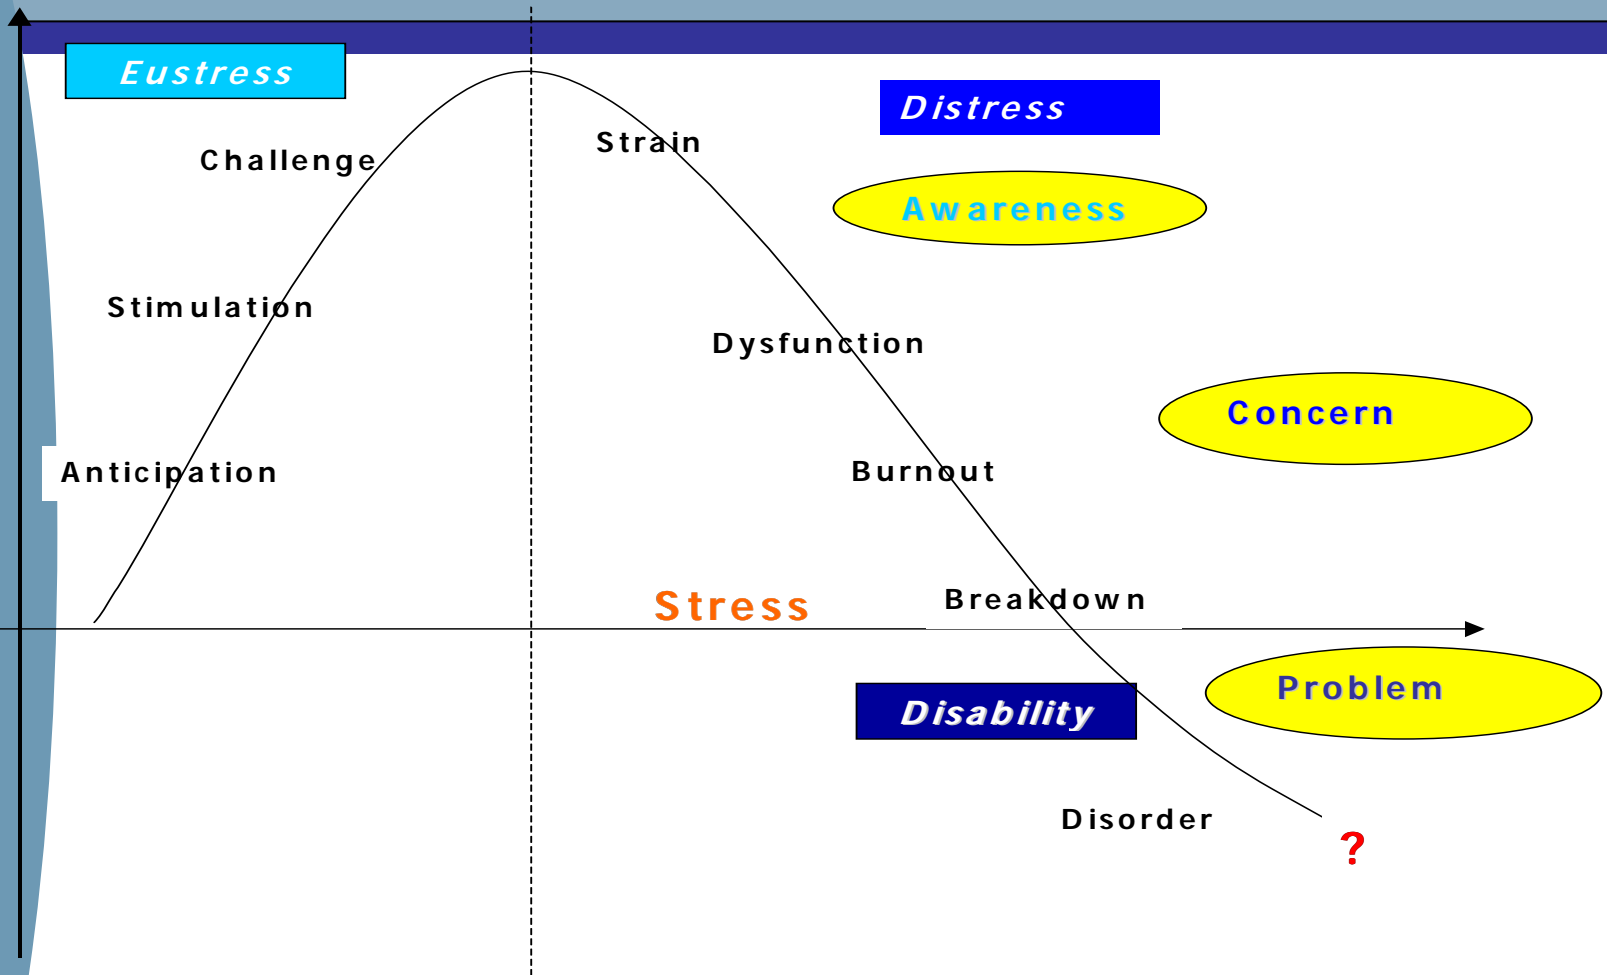 Eustress
Distress
Strain
Challenge
Awareness
Stimulation
Dysfunction
Concern
Anticipation
Burnout
Stress
Breakdown
Problem
Disability
Disorder
?